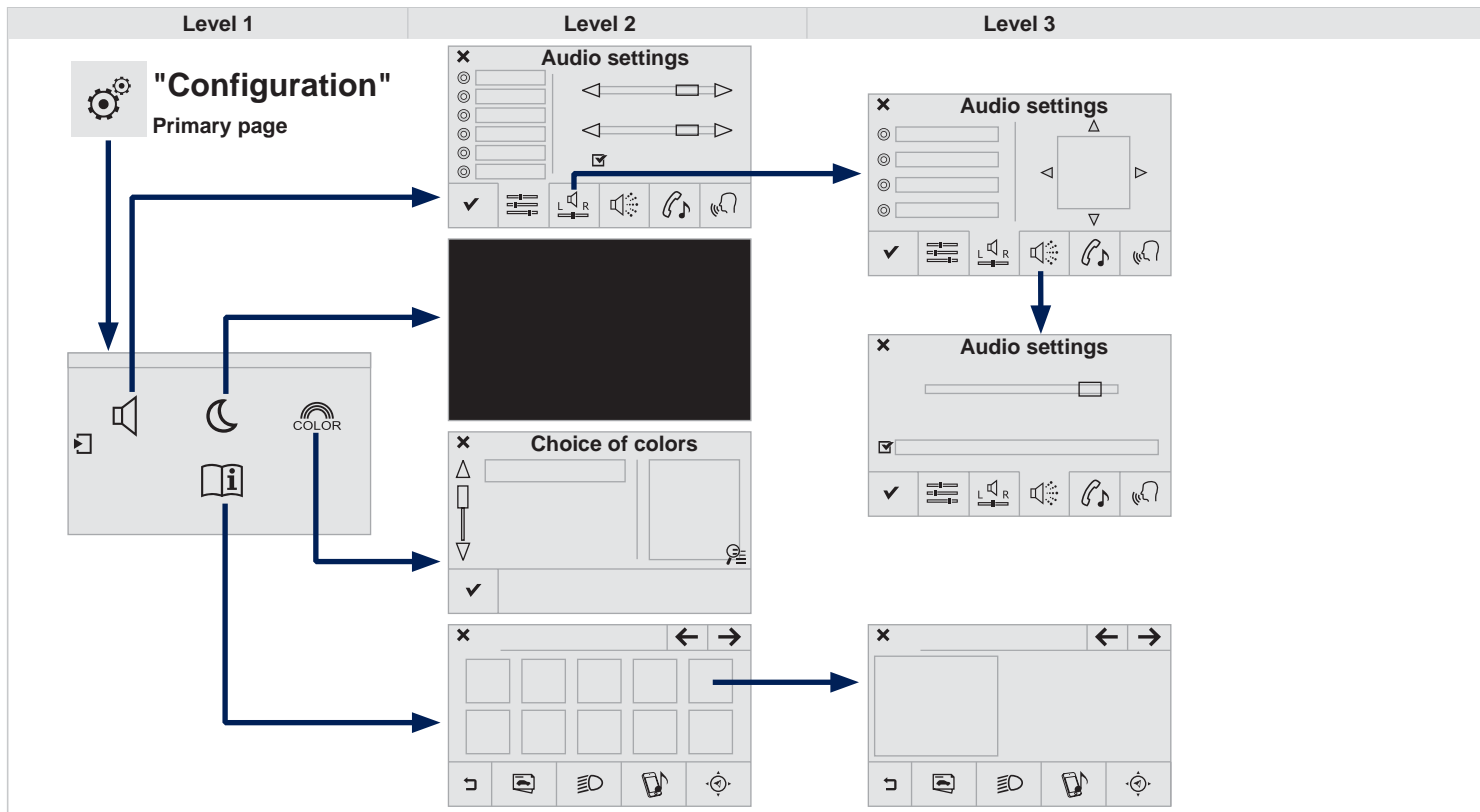 Level 1
Level 2
Level 3
"Configuration"
Primary page
Audio settings
L R
Audio settings
L R
COLOR
i
Audio settings
L R
Choice of colors